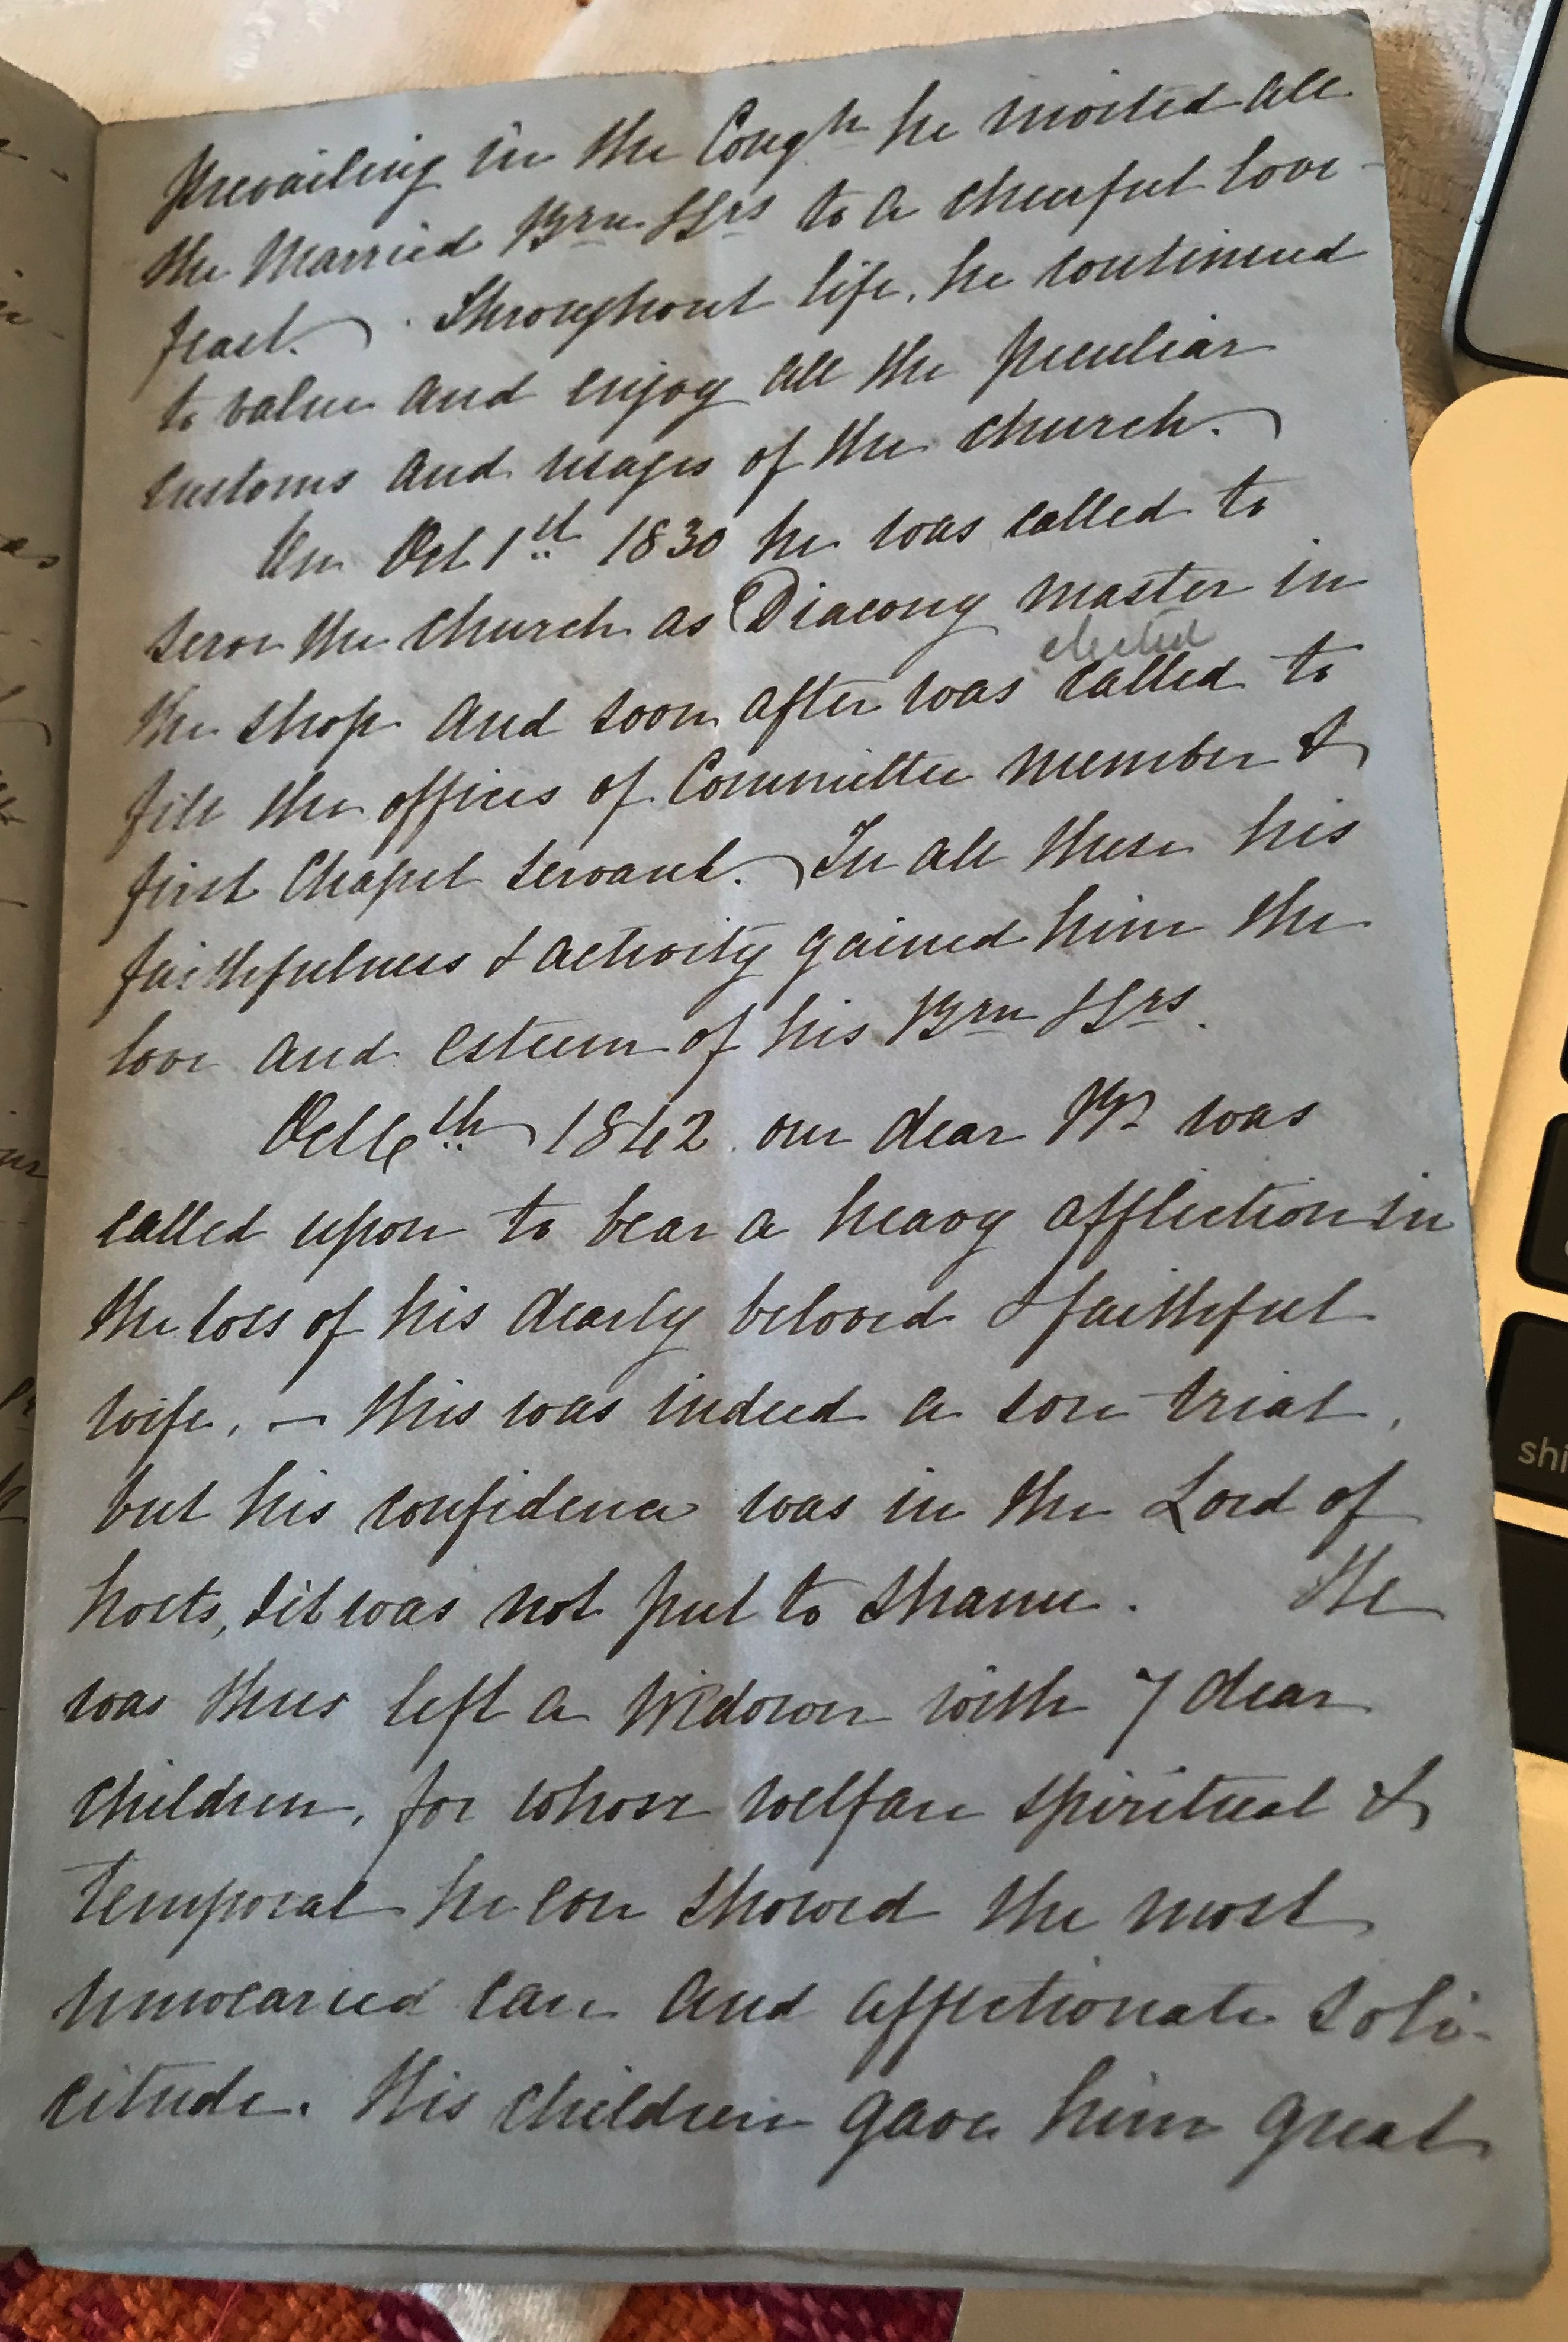 prevailing in the Congn he invited all
the Married Brn & Srs to a cheerful love-
feast. Throughout life, he continued
to value and enjoy all the peculiar
customs and usages of the church.
On Oct 1st 1830 he was called to
serve the church as Diacony master in
elected
the shop and soon after was called to
fill the offices of Committee member &
first Chapel servant. In all these his
faithfulness & activity gained him the
love and esteem of his Brn & Srs.
Oct 6th 1842 our dear Br was
called upon to bear a heavy affliction in
the loss of his dearly beloved & faithful
wife, — this was indeed a sore trial,
but his confidence was in the Lord of
hosts, & it was not put to shame. He
was thus left a Widower with 7 dear
children, for whose welfare spiritual &
temporal he ever showed the most
unwearied care and affectionate soli-
citude. His children gave him great
shi